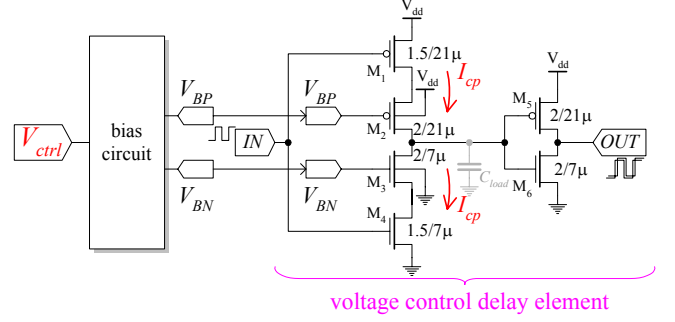 V_dd
1.5/21μ
M_1
I_cp
V_dd
V_BP
V_BP
M_2
2/21μ
bias
circuit
V_ctrl
IN
V_dd
M_5
2/21μ
OUT
2/7μ
M_3
C_load
2/7μ
M_6
V_BN
V_BN
M_4
I_cp
1.5/7μ
voltage control delay element